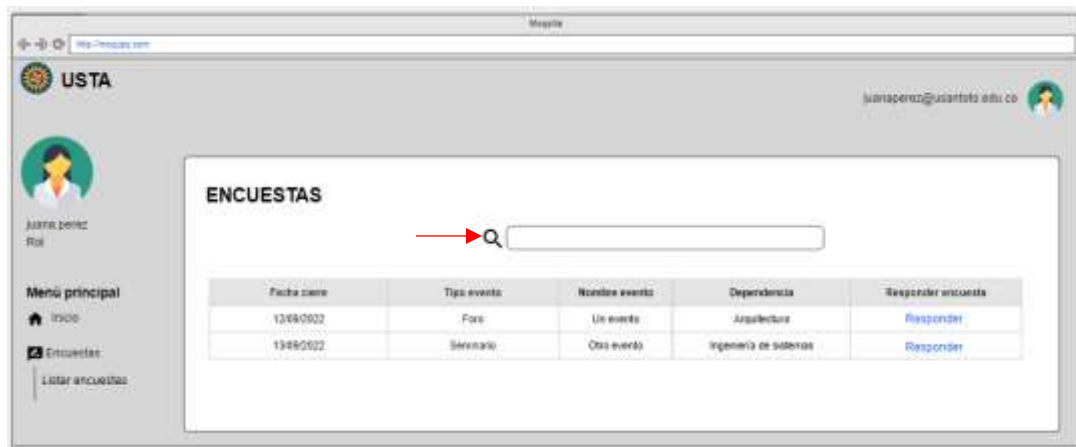 USTA
juanaperez@usantoto.edu.co
juana.perez
Rol
ENCUESTAS
Menú principal
Inicio
Encuestas
Listar encuestas
Fecha cierre Tipo evento Nombre evento Dependencia Responder encuesta
12/09/2022 Foro Un evento Arquitectura Responder
13/09/2022 Seminario Otro evento Ingeniería de sistemas Responder